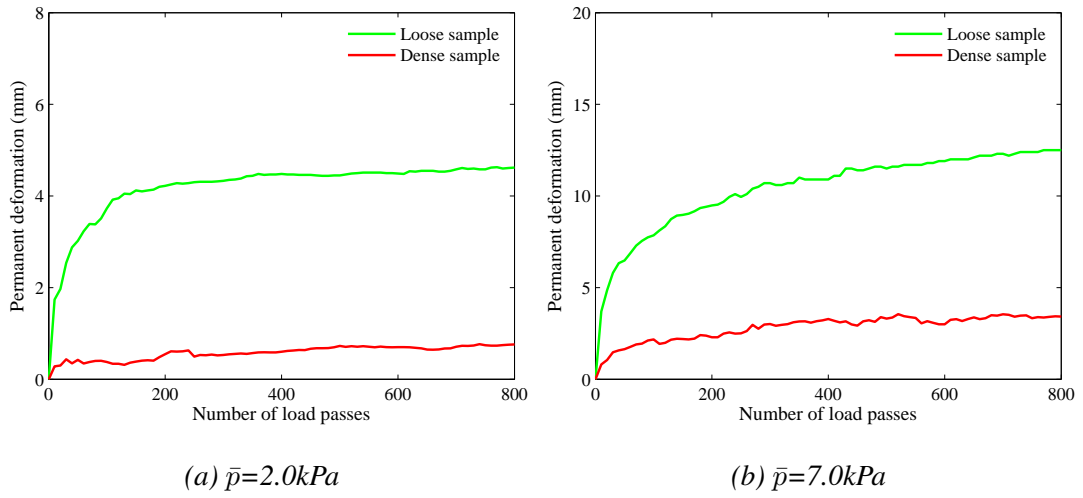 8
6
4
2
0
Permanent deformation (mm)
Loose sample
Dense sample
0 200 400 600 800
Number of load passes
(a) p̄=2.0kPa
20
15
10
5
0
Permanent deformation (mm)
Loose sample
Dense sample
0 200 400 600 800
Number of load passes
(b) p̄=7.0kPa